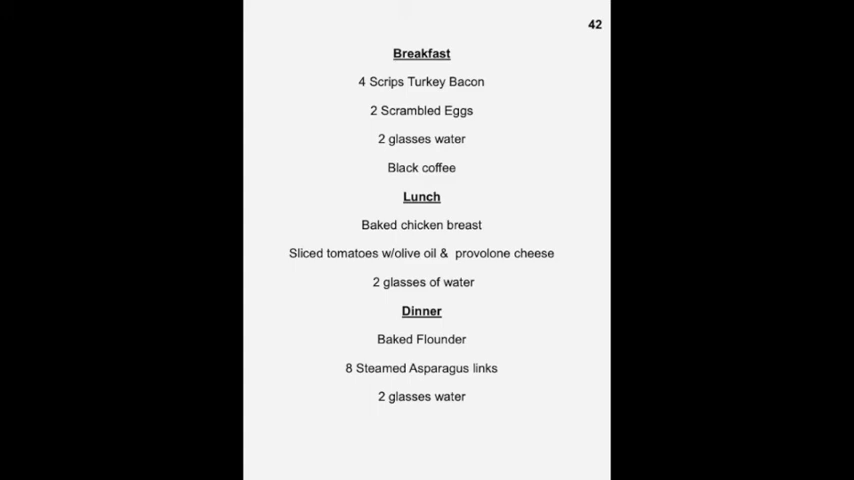 42
Breakfast
4 Scrips Turkey Bacon
2 Scrambled Eggs
2 glasses water
Black coffee
Lunch
Baked chicken breast
Sliced tomatoes w/olive oil &  provolone cheese
2 glasses of water
Dinner
Baked Flounder
8 Steamed Asparagus links
2 glasses water